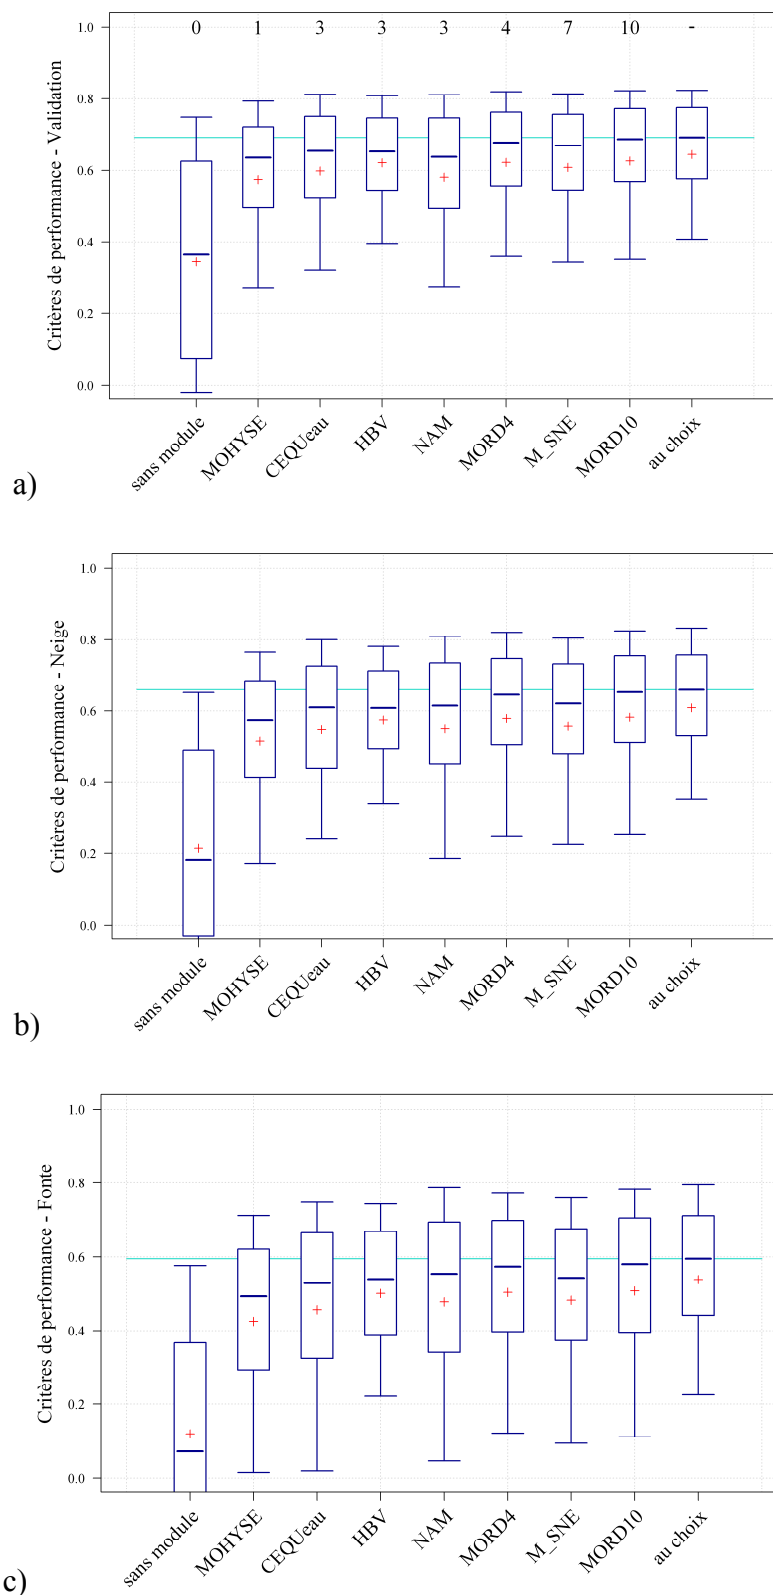 0 1 3 3 3 4 7 10 -
1.0
0.8
0.6
0.4
0.2
0.0
Critères de performance - Validation
sans module MOHYSE CEQUeau HBV NAM MORD4 M_SNE MORD10 au choix
a)
1.0
0.8
0.6
0.4
0.2
0.0
Critères de performance - Neige
sans module MOHYSE CEQUeau HBV NAM MORD4 M_SNE MORD10 au choix
b)
1.0
0.8
0.6
0.4
0.2
0.0
Critères de performance - Fonte
sans module MOHYSE CEQUeau HBV NAM MORD4 M_SNE MORD10 au choix
c)